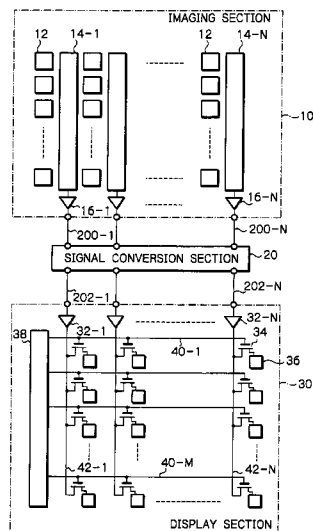 IMAGING SECTION
12 14-1 12 14-N
10
16-1 16-N
200-1 200-N
SIGNAL CONVERSION SECTION 20
202-1 202-N
38 32-1 32-N 34
40-1 36
30
42-1 40-M 42-N
DISPLAY SECTION